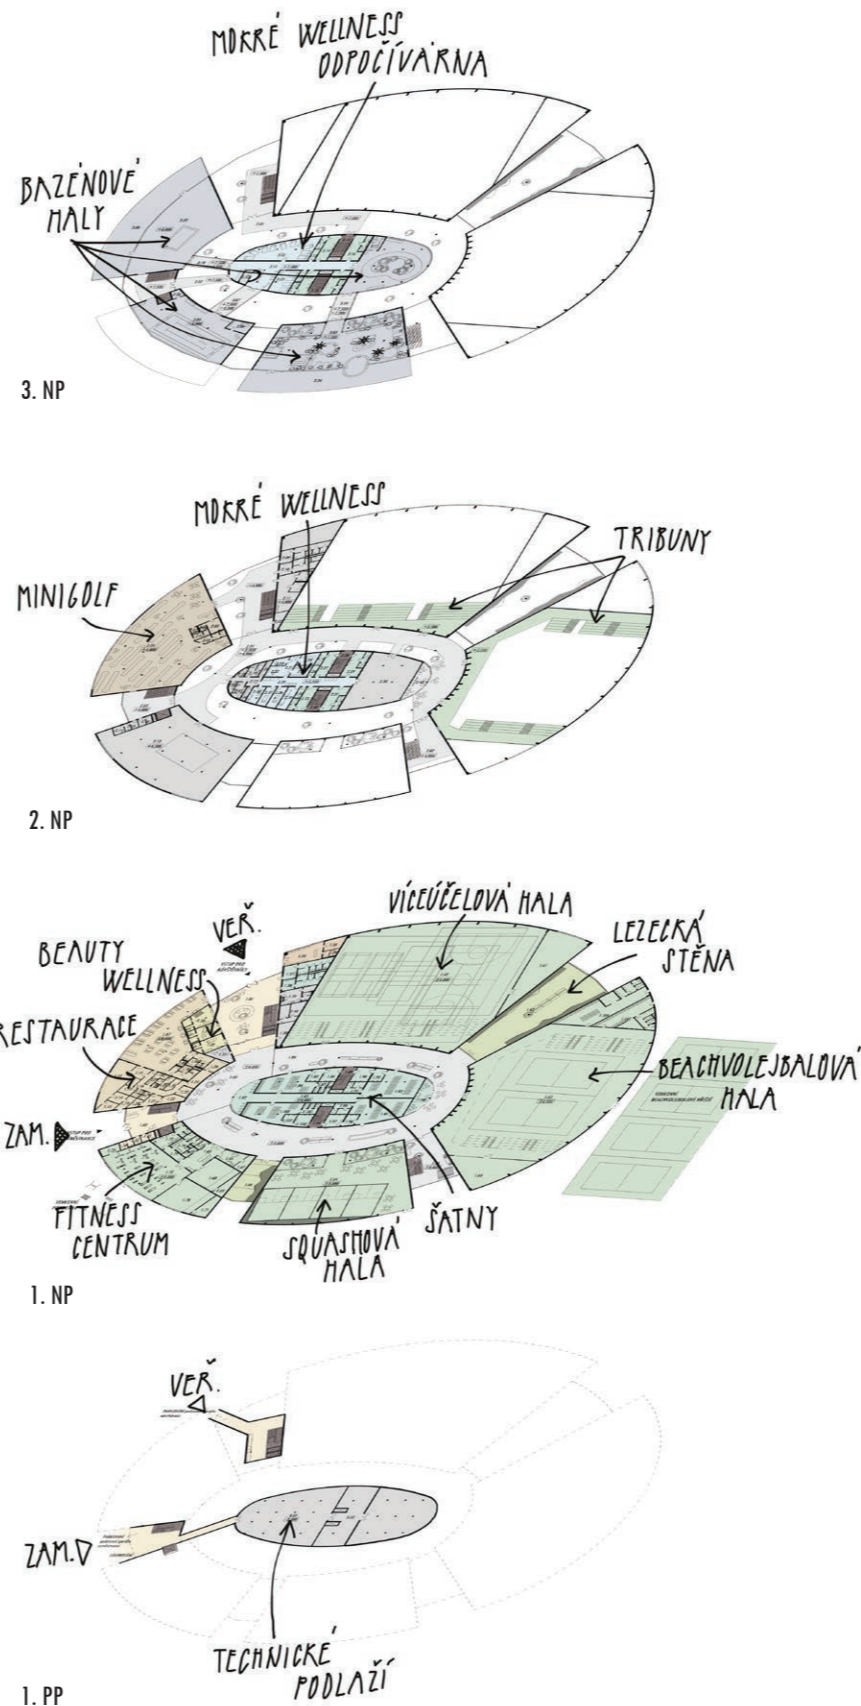 MOKRÉ WELLNESS
ODPOČÍVÁRNA
BAZÉNOVÉ
HALY
3. NP
MOKRÉ WELLNESS
TRIBUNY
MINIGOLF
2. NP
VÍCEÚČELOVÁ HALA
VEŘ.
LEZECKÁ
STĚNA
BEAUTY
WELLNESS
RESTAURACE
BEACHVOLEJBALOVÁ
HALA
ZAM.
FITNESS
CENTRUM
SQUASHOVÁ
HALA
ŠATNY
1. NP
VEŘ.
ZAM.
TECHNICKÉ
PODLAŽÍ
1. PP